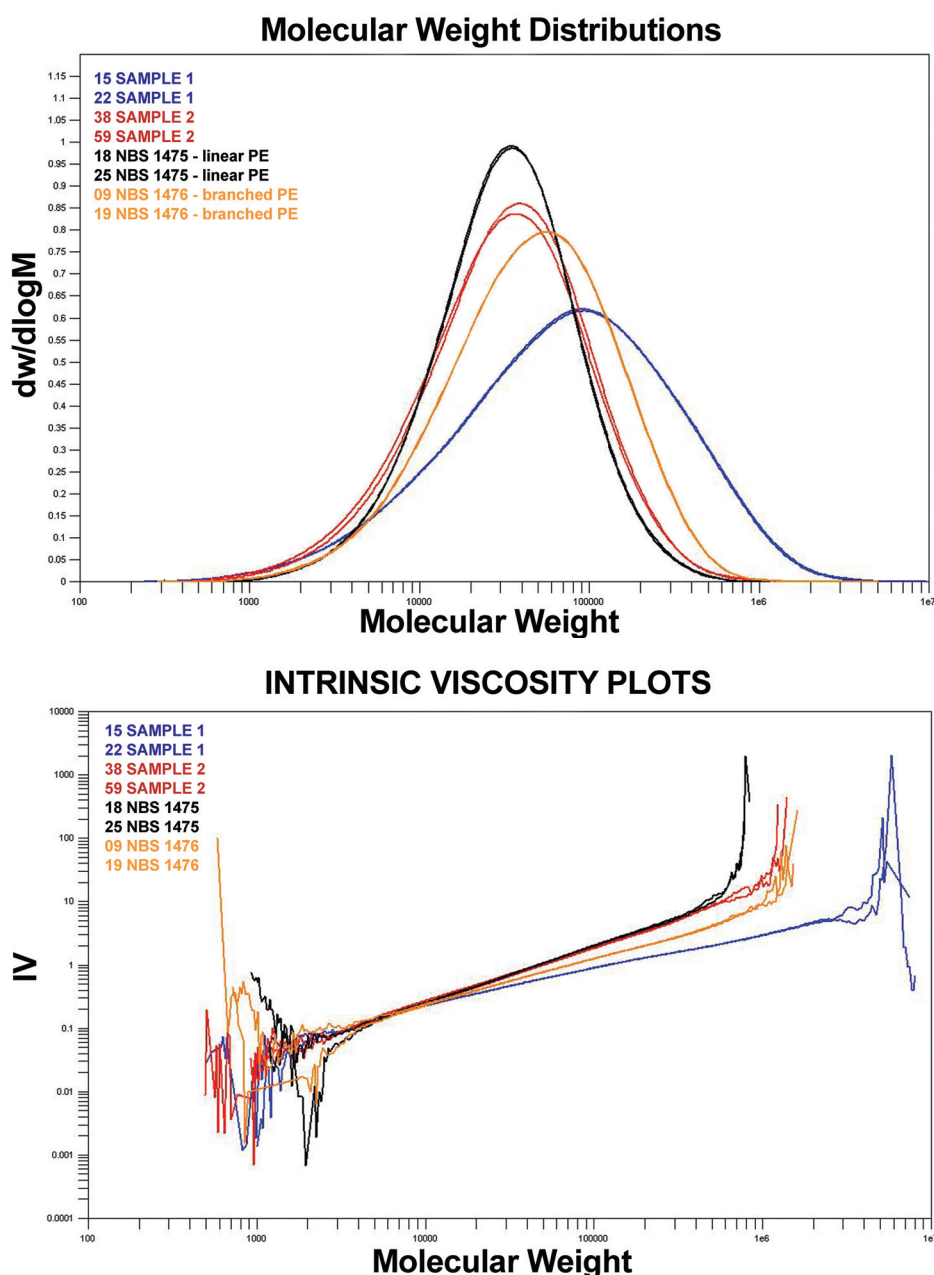 Molecular Weight Distributions
15 SAMPLE 1
22 SAMPLE 1
38 SAMPLE 2
59 SAMPLE 2
18 NBS 1475 - linear PE
25 NBS 1475 - linear PE
09 NBS 1476 - branched PE
19 NBS 1476 - branched PE
dw/dlogM
1.15
1.1
1.05
1
0.95
0.9
0.85
0.8
0.75
0.7
0.65
0.6
0.55
0.5
0.45
0.4
0.35
0.3
0.25
0.2
0.15
0.1
0.05
0
100 1000 10000 100000 1e6 1e7
Molecular Weight
INTRINSIC VISCOSITY PLOTS
15 SAMPLE 1
22 SAMPLE 1
38 SAMPLE 2
59 SAMPLE 2
18 NBS 1475
25 NBS 1475
09 NBS 1476
19 NBS 1476
IV
10000
1000
100
10
1
0.1
0.01
0.001
0.0001
100 1000 10000 100000 1e6 1e
Molecular Weight